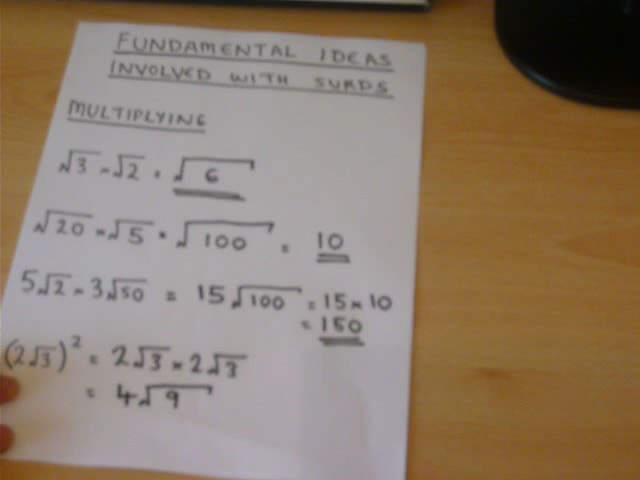 FUNDAMENTAL IDEAS
INVOLVED WITH SURDS
MULTIPLYING
√3 × √2 = √6
√20 × √5 = √100 = 10
5√2 × 3√50 = 15√100 = 15 × 10
= 150
(2√3)² = 2√3 × 2√3
= 4√9